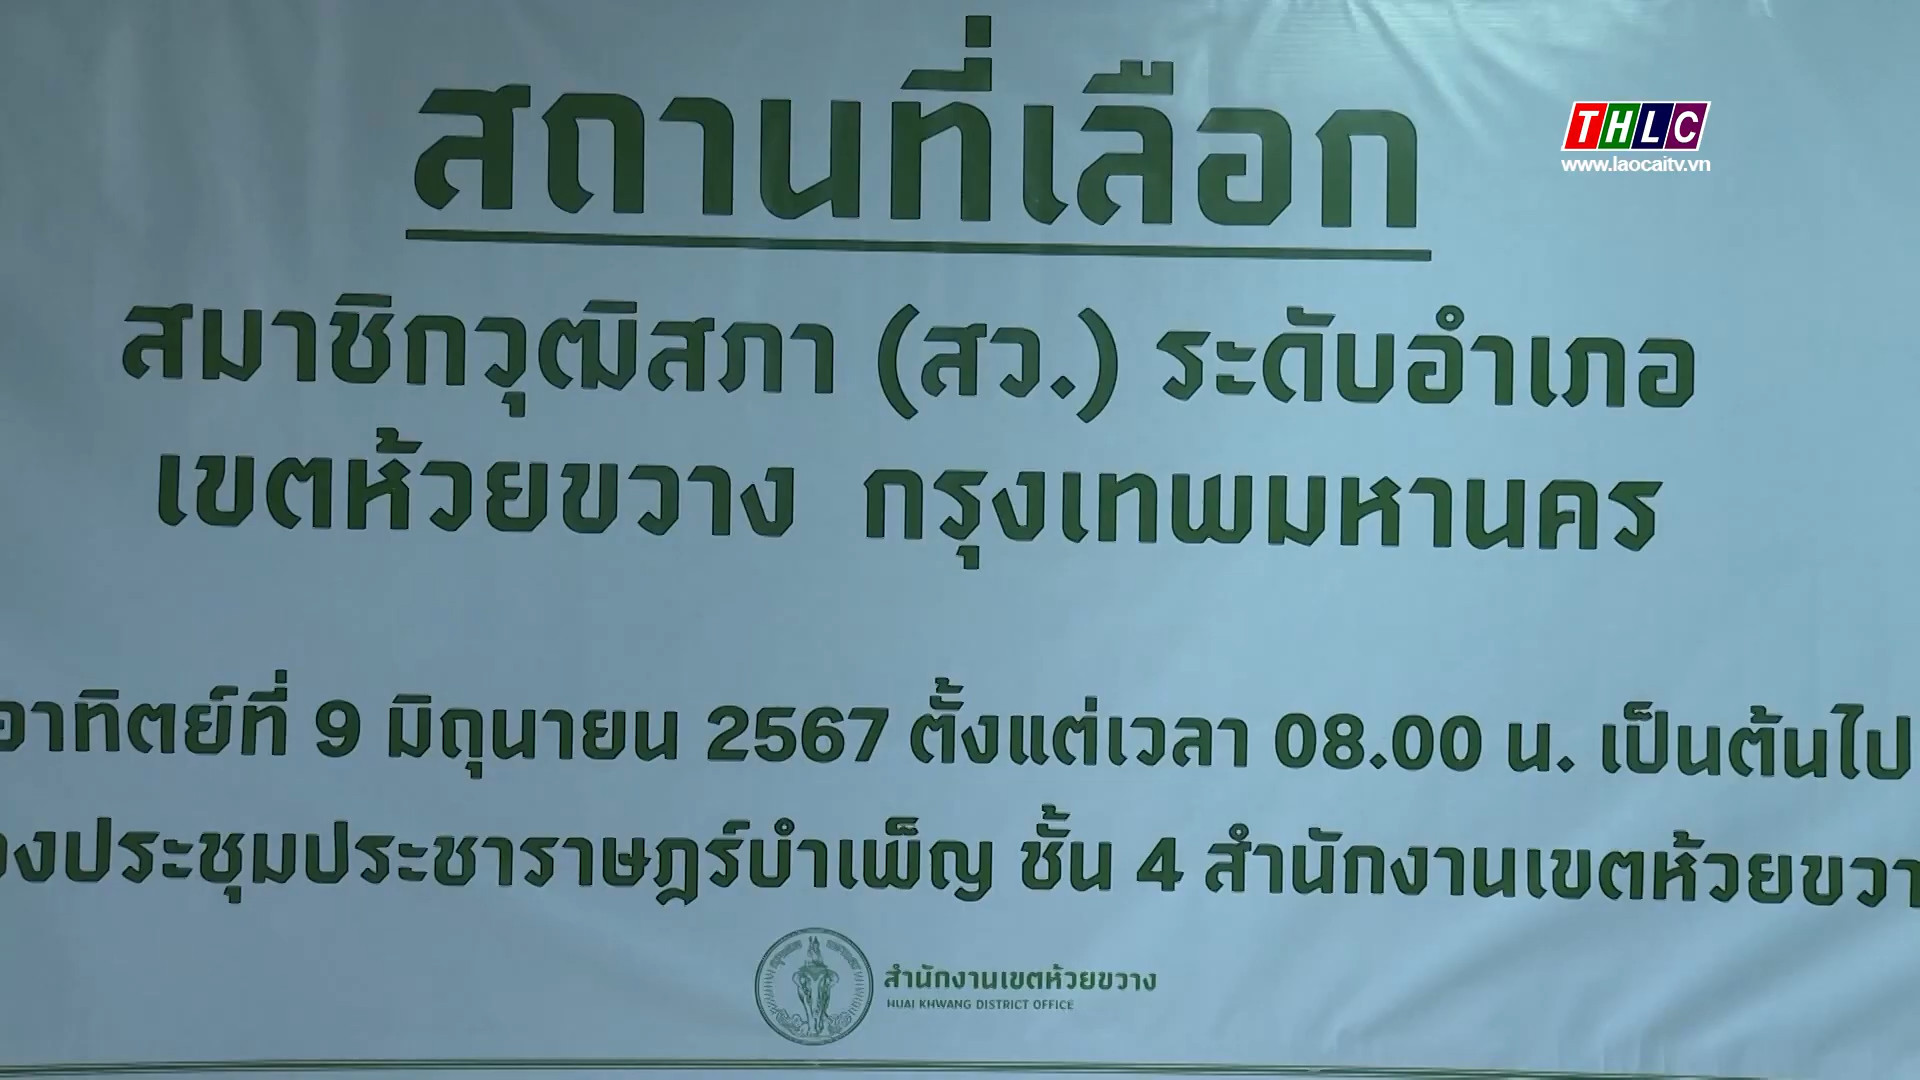 สถานที่เลือก
THLC
www.laocaitv.vn
สมาชิกวุฒิสภา (สว.) ระดับอำเภอ
เขตห้วยขวาง กรุงเทพมหานคร
อาทิตย์ที่ 9 มิถุนายน 2567 ตั้งแต่เวลา 08.00 น. เป็นต้นไป
องประชุมประชาราษฎร์บำเพ็ญ ชั้น 4 สำนักงานเขตห้วยขวา
สำนักงานเขตห้วยขวาง
HUAI KHWANG DISTRICT OFFICE